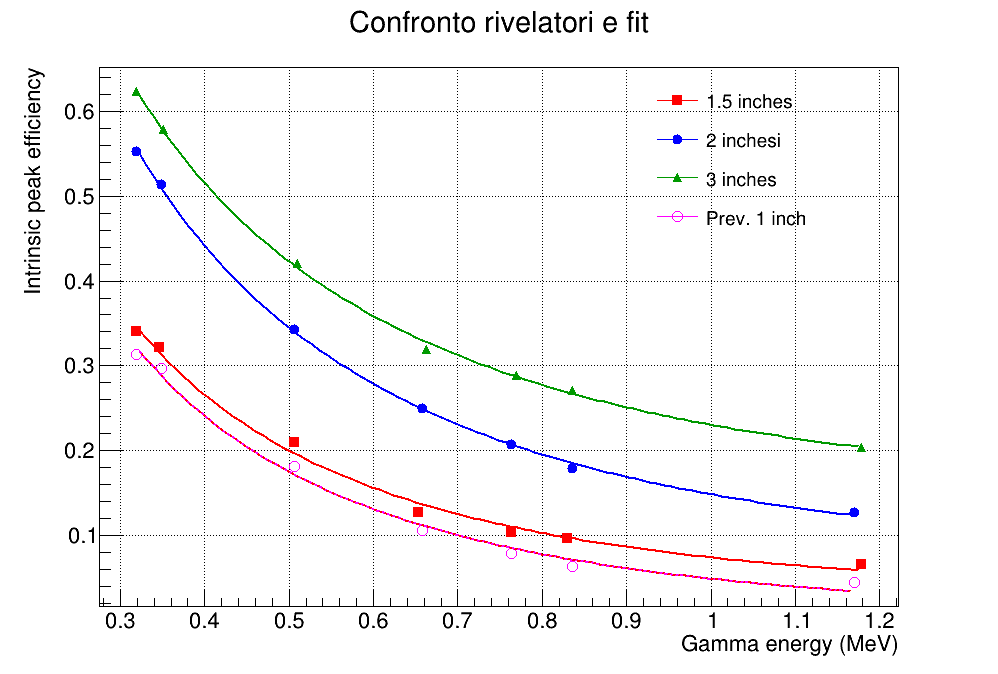 Confronto rivelatori e fit
Intrinsic peak efficiency
0.6
0.5
0.4
0.3
0.2
0.1
1.5 inches
2 inchesi
3 inches
Prev. 1 inch
0.3 0.4 0.5 0.6 0.7 0.8 0.9 1 1.1 1.2
Gamma energy (MeV)